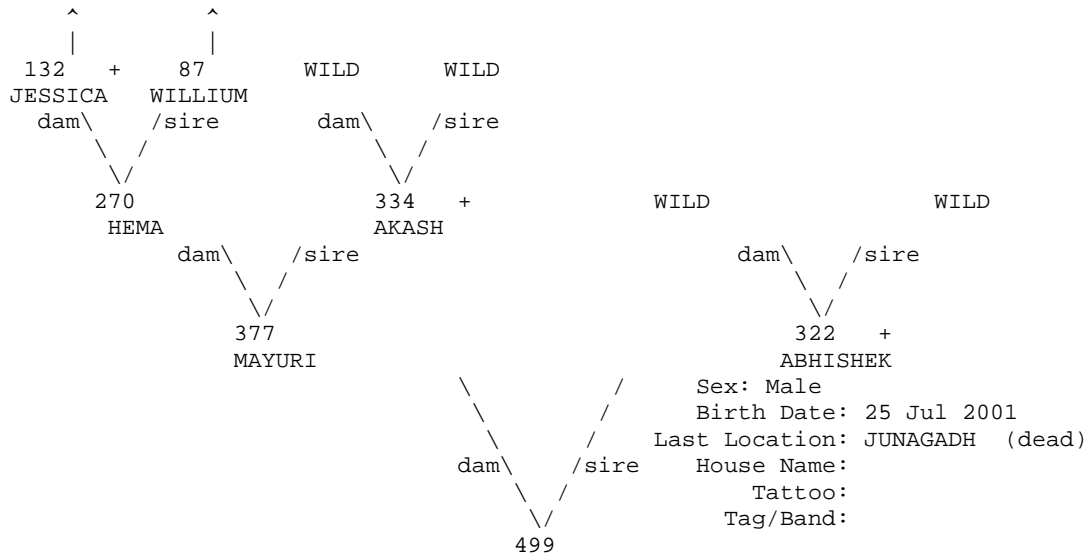 ^ ^
| |
132 + 87 WILD WILD
JESSICA WILLIUM
dam\ /sire dam\ /sire
\ / \ /
\/ \/
270 334 + WILD WILD
HEMA AKASH
dam\ /sire dam\ /sire
\ / \ /
\/ \/
377 322 +
MAYURI ABHISHEK
\ / Sex: Male
\ / Birth Date: 25 Jul 2001
\ / Last Location: JUNAGADH (dead)
dam\ /sire House Name:
\ / Tattoo:
\/ Tag/Band:
499